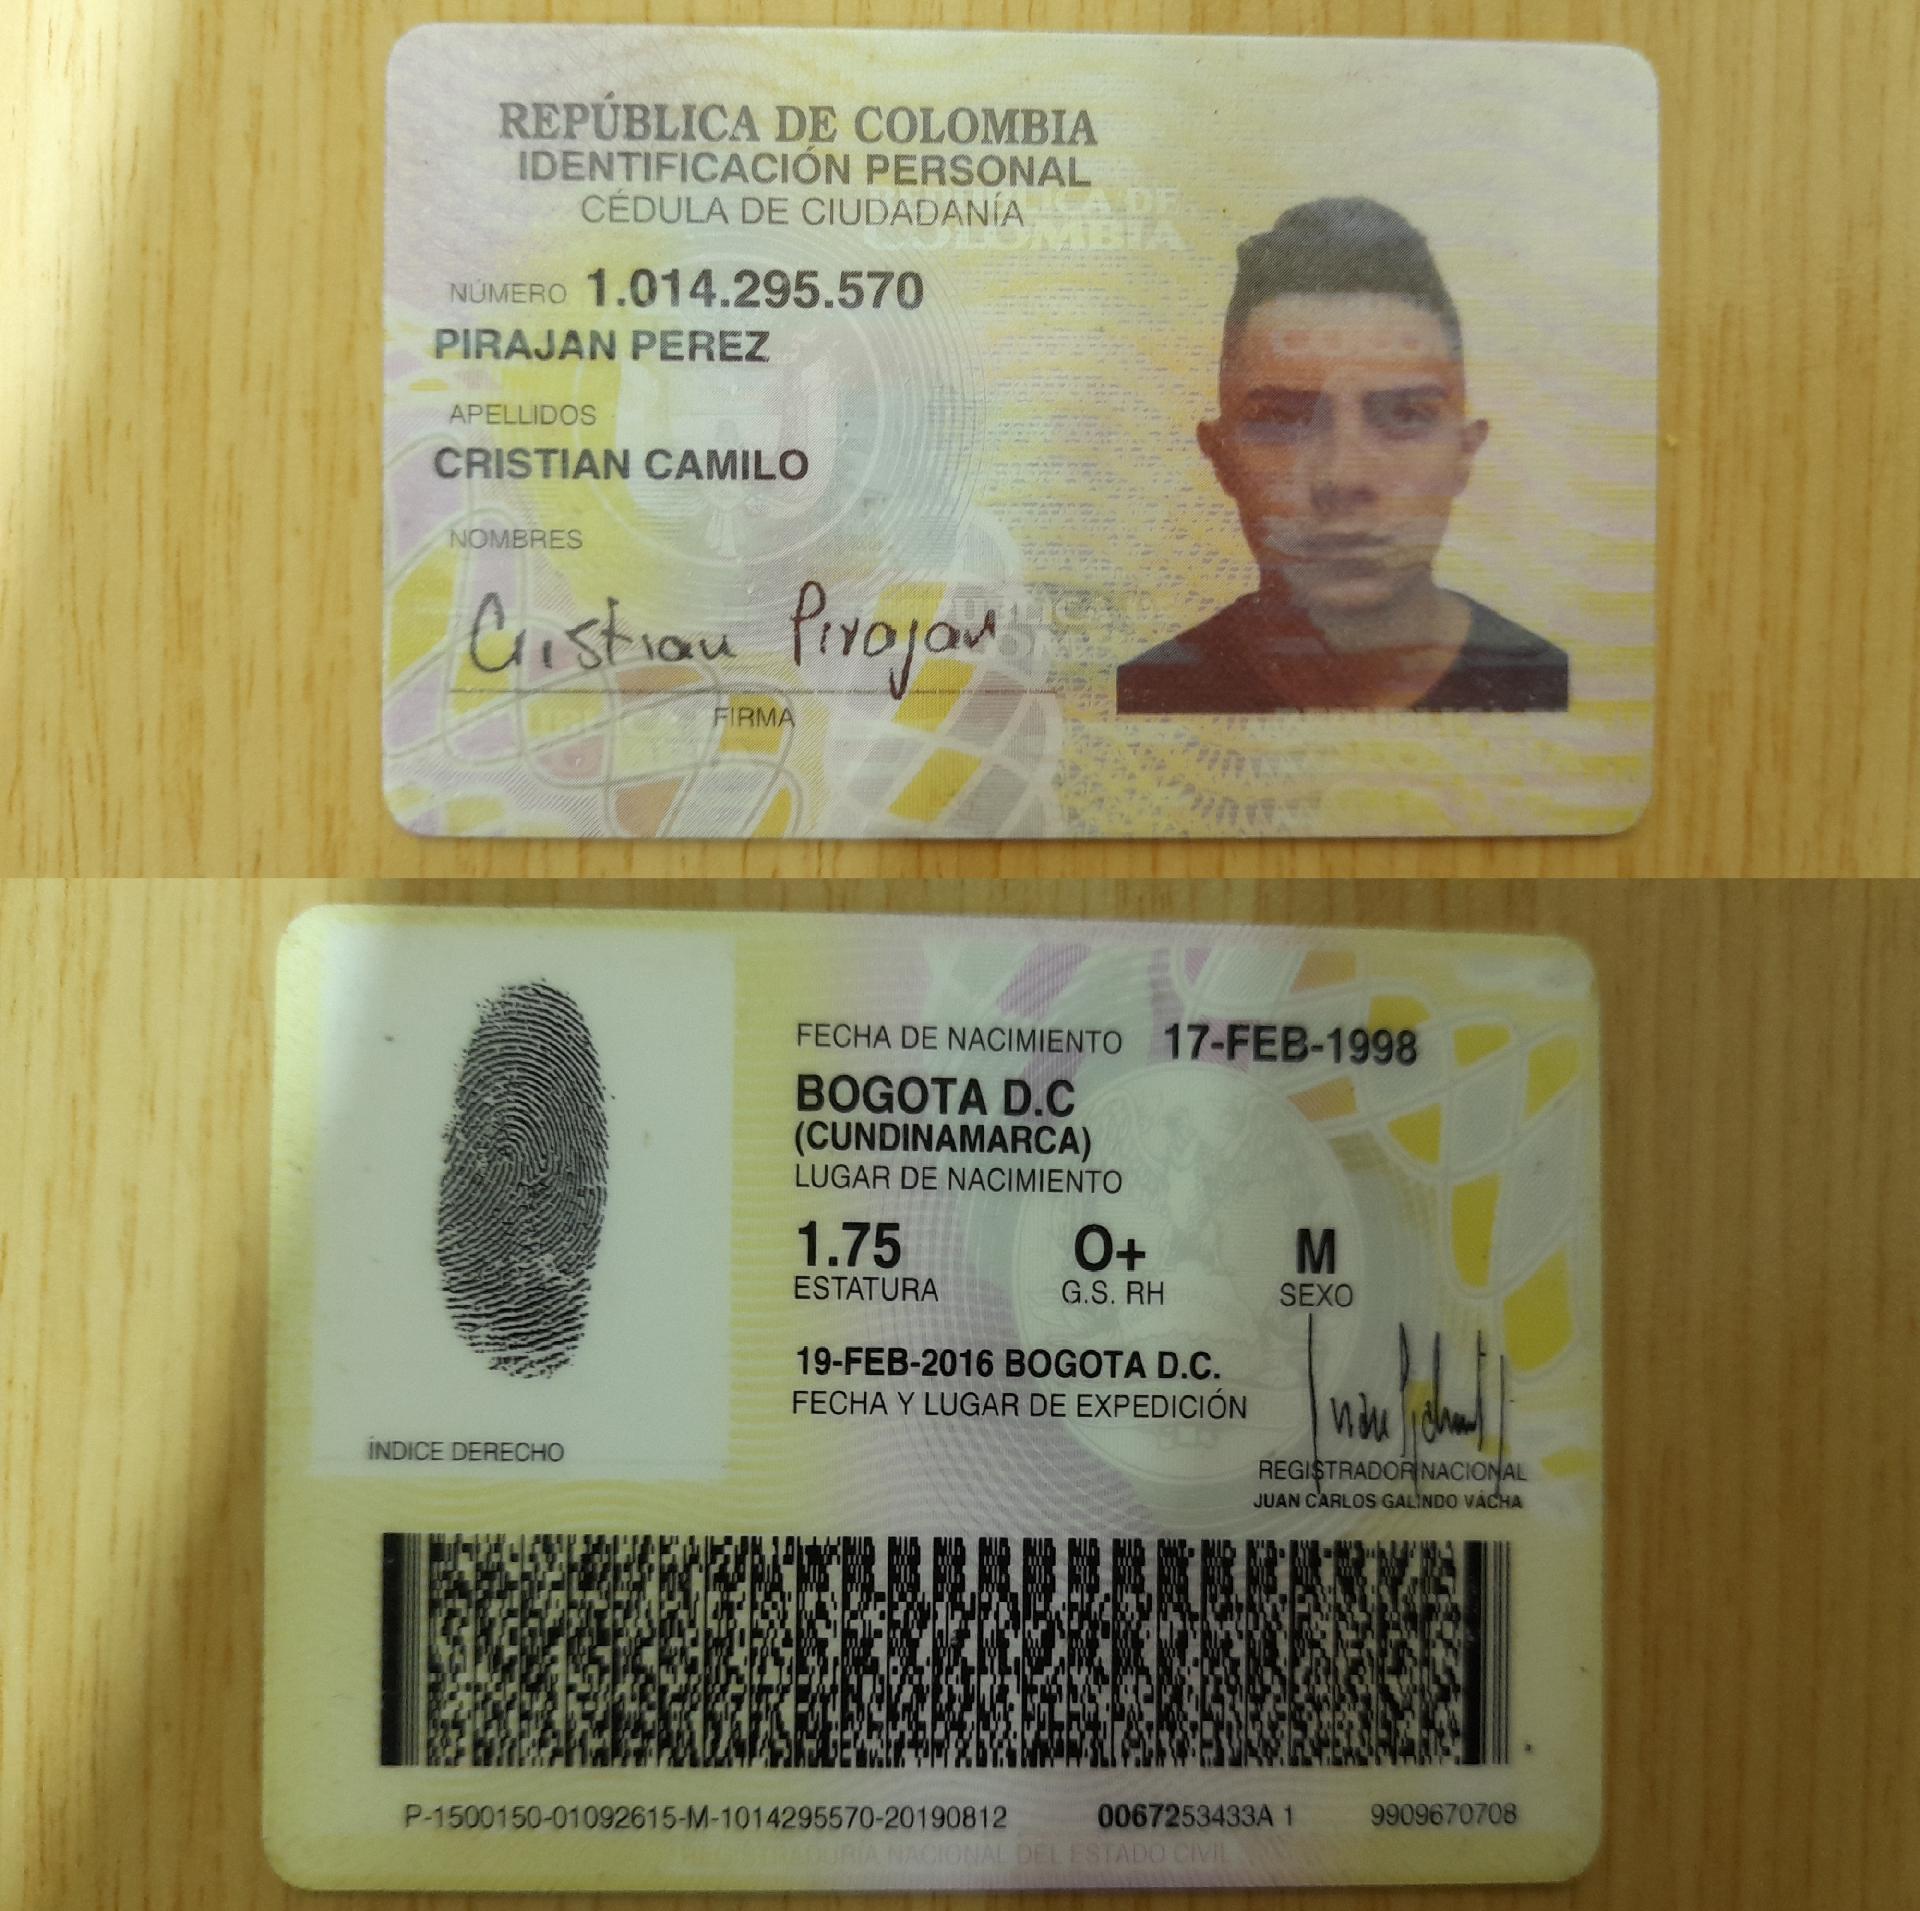 REPÚBLICA DE COLOMBIA
IDENTIFICACIÓN PERSONAL
CÉDULA DE CIUDADANÍA
NÚMERO 1.014.295.570
PIRAJAN PEREZ
APELLIDOS
CRISTIAN CAMILO
NOMBRES
Cristian Pirajan
FIRMA
FECHA DE NACIMIENTO 17-FEB-1998
BOGOTA D.C
(CUNDINAMARCA)
LUGAR DE NACIMIENTO
1.75 O+ M
ESTATURA G.S. RH SEXO
19-FEB-2016 BOGOTA D.C.
FECHA Y LUGAR DE EXPEDICIÓN
ÍNDICE DERECHO
REGISTRADOR NACIONAL
JUAN CARLOS GALINDO VÁCHA
P-1500150-01092615-M-1014295570-20190812 0067253433A 1 9909670708
REGISTRADURÍA NACIONAL DEL ESTADO CIVIL